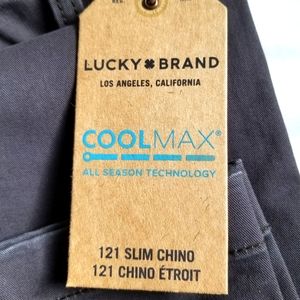 LUCKY BRAND
LOS ANGELES, CALIFORNIA
COOLMAX®
ALL SEASON TECHNOLOGY
121 SLIM CHINO
121 CHINO ÉTROIT